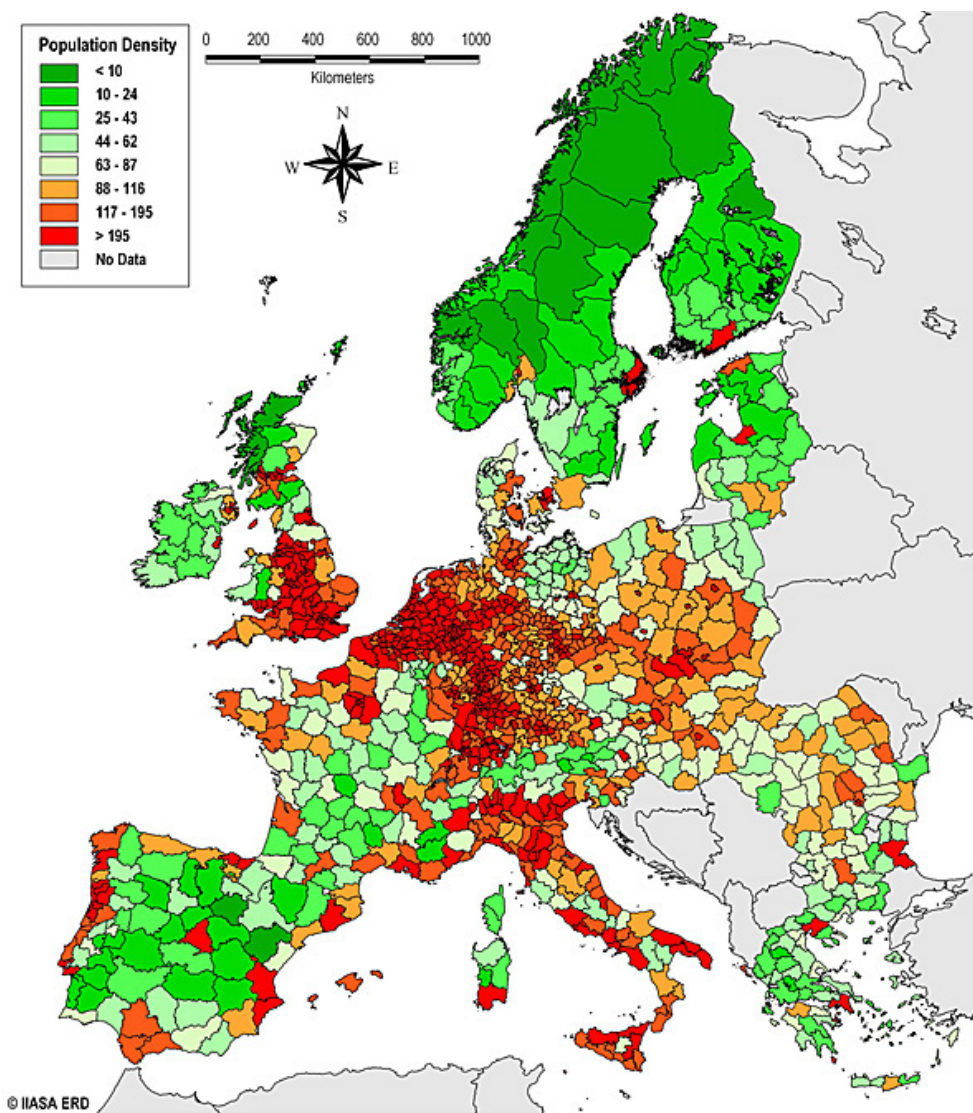 Population Density
< 10
10 - 24
25 - 43
44 - 62
63 - 87
88 - 116
117 - 195
> 195
No Data
0 200 400 600 800 1000
Kilometers
N
W E
S
© IIASA ERD